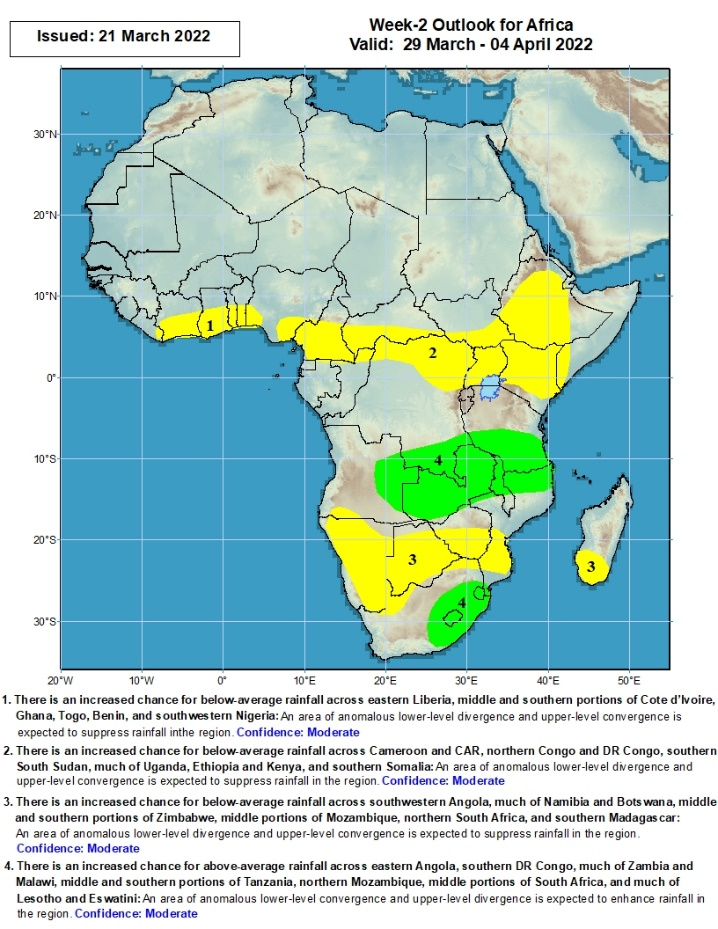 Issued: 21 March 2022
Week-2 Outlook for Africa
Valid: 29 March - 04 April 2022
30°N
20°N
10°N
0°
10°S
20°S
30°S
1
2
4
3
3
4
20°W
10°W
0°
10°E
20°E
30°E
40°E
50°E
1. There is an increased chance for below-average rainfall across eastern Liberia, middle and southern portions of Cote d'Ivoire,
Ghana, Togo, Benin, and southwestern Nigeria: An area of anomalous lower-level divergence and upper-level convergence is
expected to suppress rainfall inthe region. Confidence: Moderate
2. There is an increased chance for below-average rainfall across Cameroon and CAR, northern Congo and DR Congo, southern
South Sudan, much of Uganda, Ethiopia and Kenya, and southern Somalia: An area of anomalous lower-level divergence and
upper-level convergence is expected to suppress rainfall in the region. Confidence: Moderate
3. There is an increased chance for below-average rainfall across southwestern Angola, much of Namibia and Botswana, middle
and southern portions of Zimbabwe, middle portions of Mozambique, northern South Africa, and southern Madagascar:
An area of anomalous lower-level divergence and upper-level convergence is expected to suppress rainfall in the region.
Confidence: Moderate
4. There is an increased chance for above-average rainfall across eastern Angola, southern DR Congo, much of Zambia and
Malawi, middle and southern portions of Tanzania, northern Mozambique, middle portions of South Africa, and much of
Lesotho and Eswatini: An area of anomalous lower-level convergence and upper-level divergence is expected to enhance rainfall in
the region. Confidence: Moderate